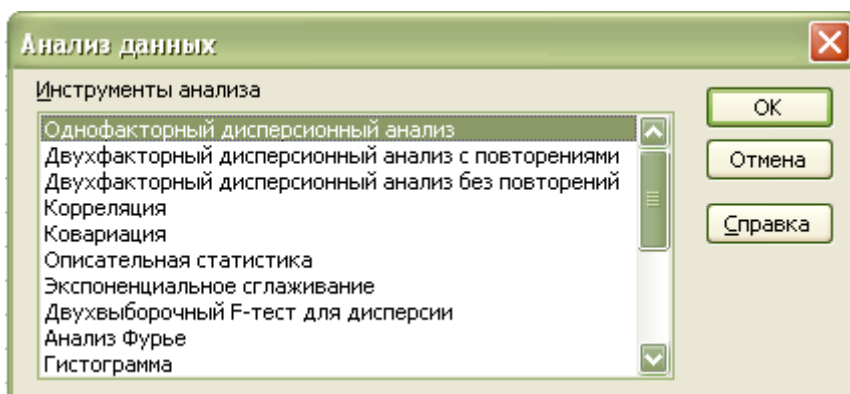 Анализ данных
Инструменты анализа
Однофакторный дисперсионный анализ
Двухфакторный дисперсионный анализ с повторениями
Двухфакторный дисперсионный анализ без повторений
Корреляция
Ковариация
Описательная статистика
Экспоненциальное сглаживание
Двухвыборочный F-тест для дисперсии
Анализ Фурье
Гистограмма
OK
Отмена
Справка